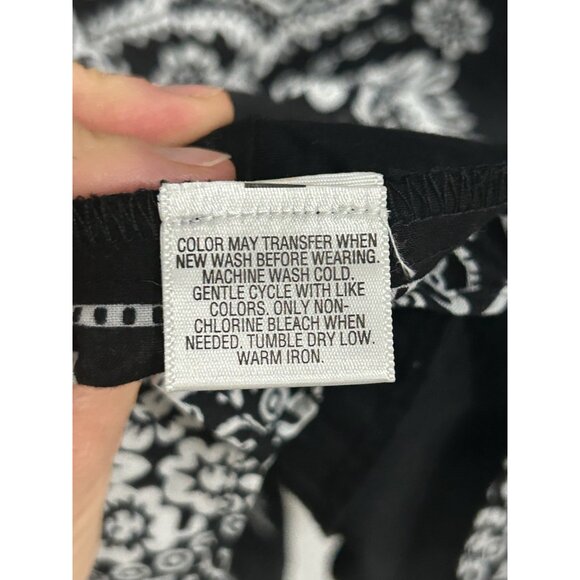 COLOR MAY TRANSFER WHEN
NEW WASH BEFORE WEARING.
MACHINE WASH COLD.
GENTLE CYCLE WITH LIKE
COLORS. ONLY NON-
CHLORINE BLEACH WHEN
NEEDED. TUMBLE DRY LOW.
WARM IRON.